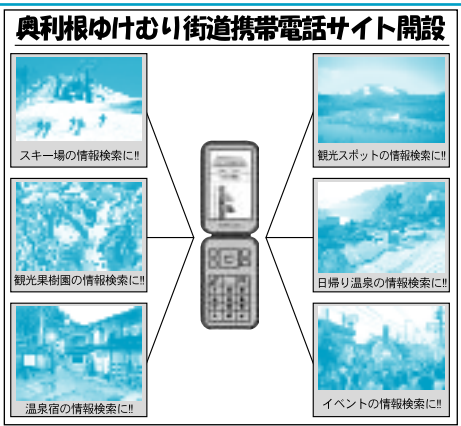 奥利根ゆけむり街道携帯電話サイト開設
スキー場の情報検索に!!
観光果樹園の情報検索に!!
温泉宿の情報検索に!!
観光スポットの情報検索に!!
日帰り温泉の情報検索に!!
イベントの情報検索に!!